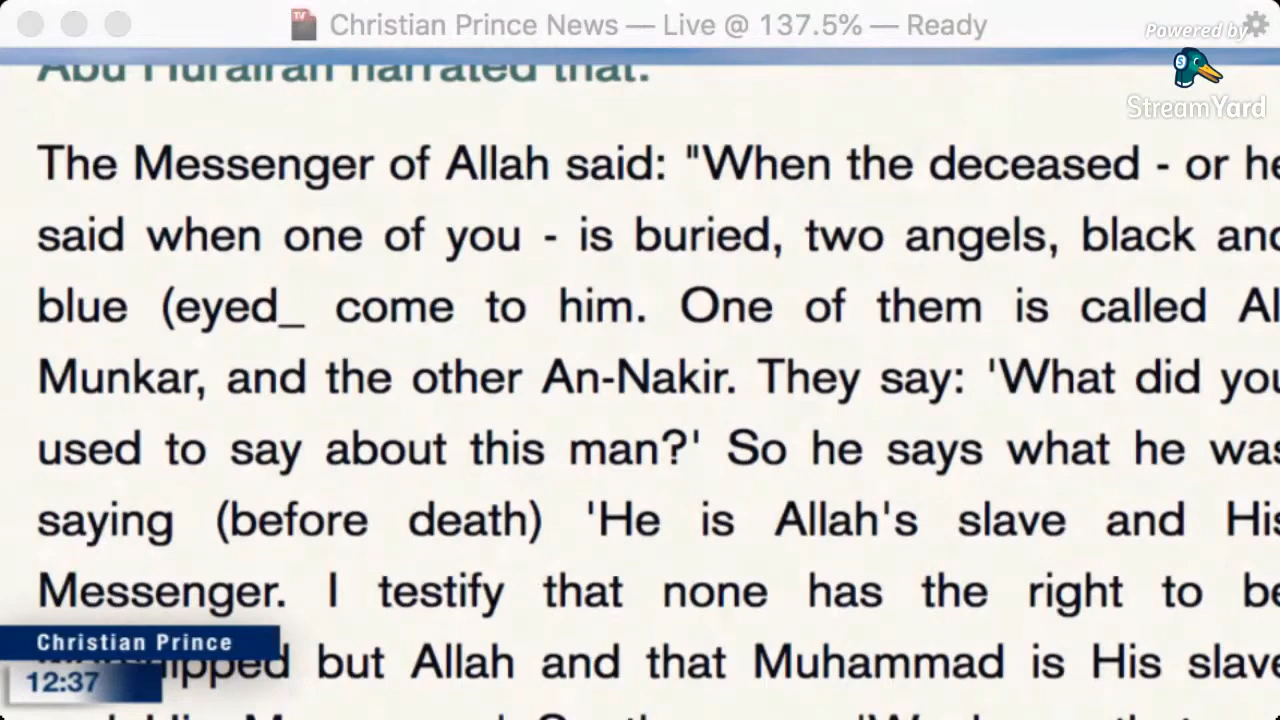 Christian Prince News — Live @ 137.5% — Ready
Powered by
StreamYard
Abu Hurairah narrated that:
The Messenger of Allah said: "When the deceased - or he
said when one of you - is buried, two angels, black and
blue (eyed_ come to him. One of them is called Al
Munkar, and the other An-Nakir. They say: 'What did you
used to say about this man?' So he says what he was
saying (before death) 'He is Allah's slave and His
Messenger. I testify that none has the right to be
but Allah and that Muhammad is His slave
Christian Prince
12:37